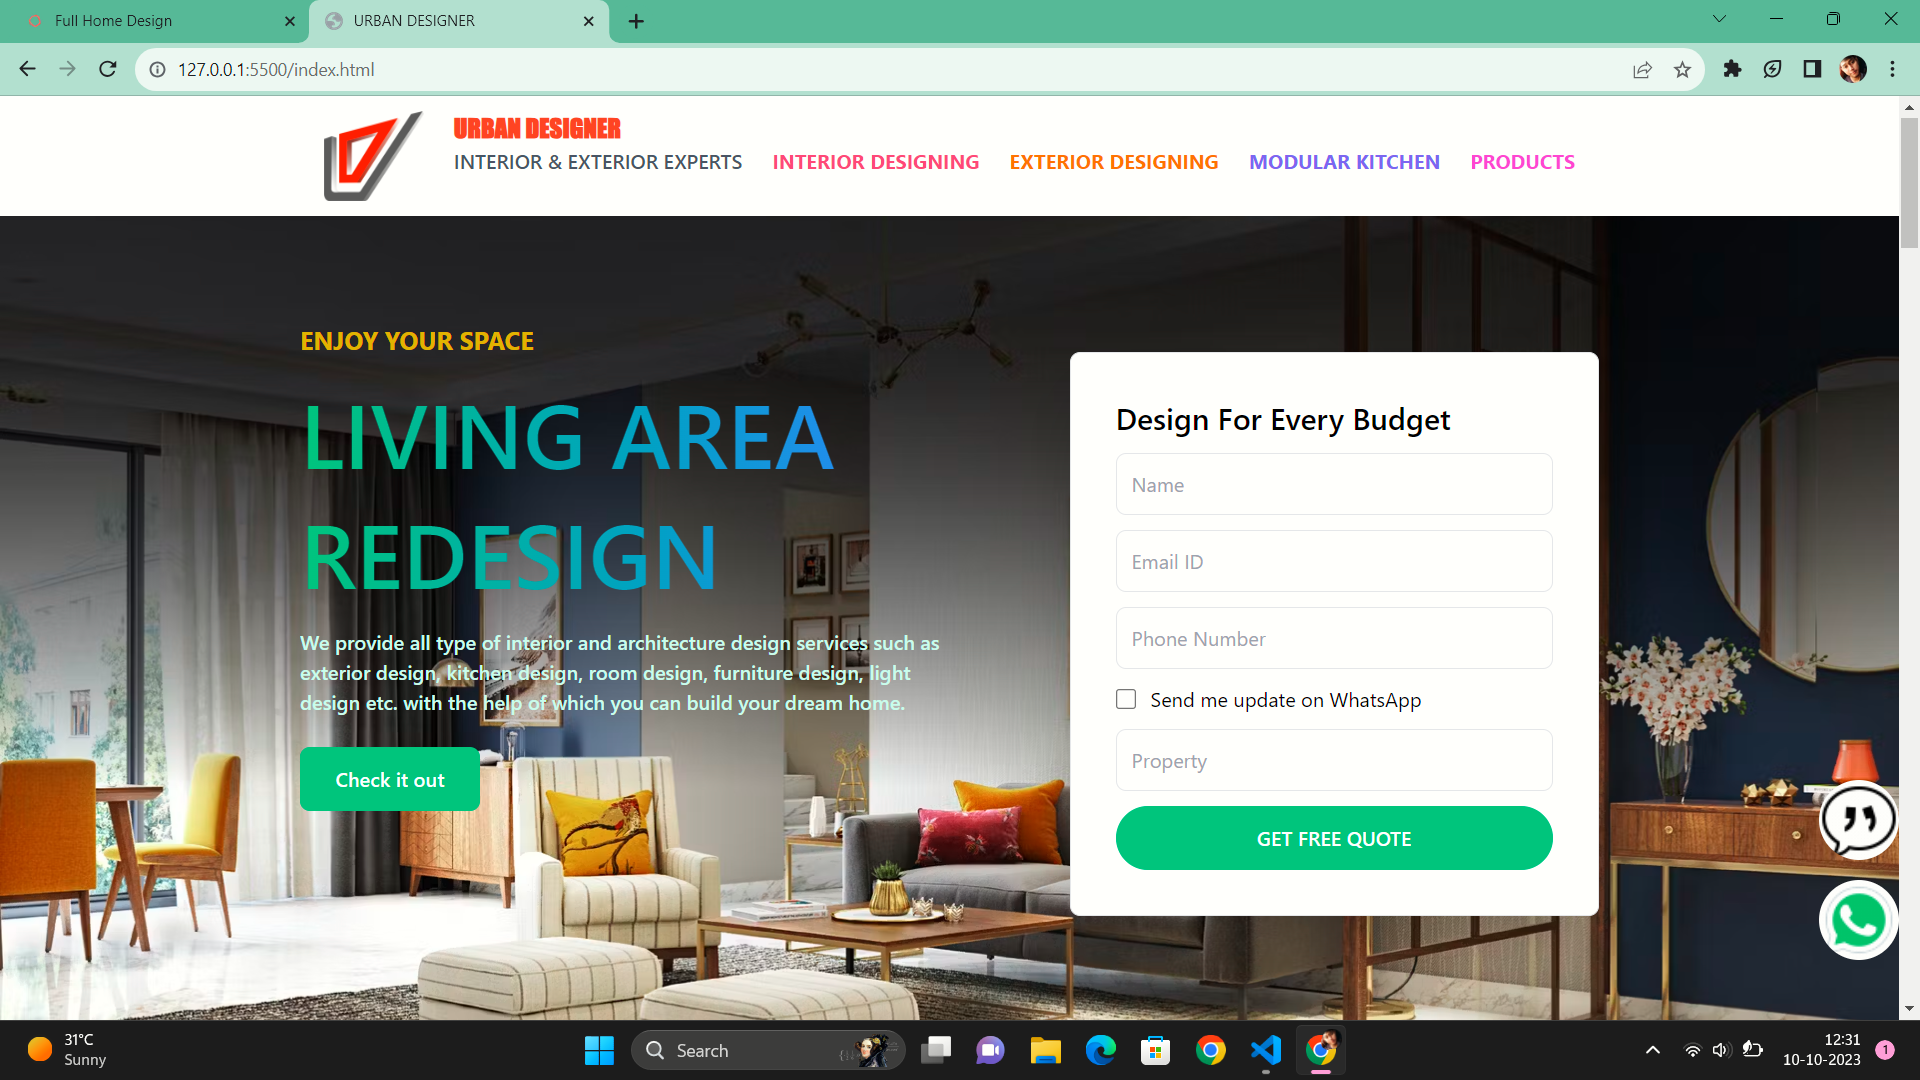 Full Home Design
URBAN DESIGNER
127.0.0.1:5500/index.html
URBAN DESIGNER
INTERIOR & EXTERIOR EXPERTS
INTERIOR DESIGNING
EXTERIOR DESIGNING
MODULAR KITCHEN
PRODUCTS
ENJOY YOUR SPACE
LIVING AREA
REDESIGN
We provide all type of interior and architecture design services such as
exterior design, kitchen design, room design, furniture design, light
design etc. with the help of which you can build your dream home.
Check it out
Design For Every Budget
Name
Email ID
Phone Number
Send me update on WhatsApp
Property
GET FREE QUOTE
31°C
Sunny
Search
12:31
10-10-2023
1